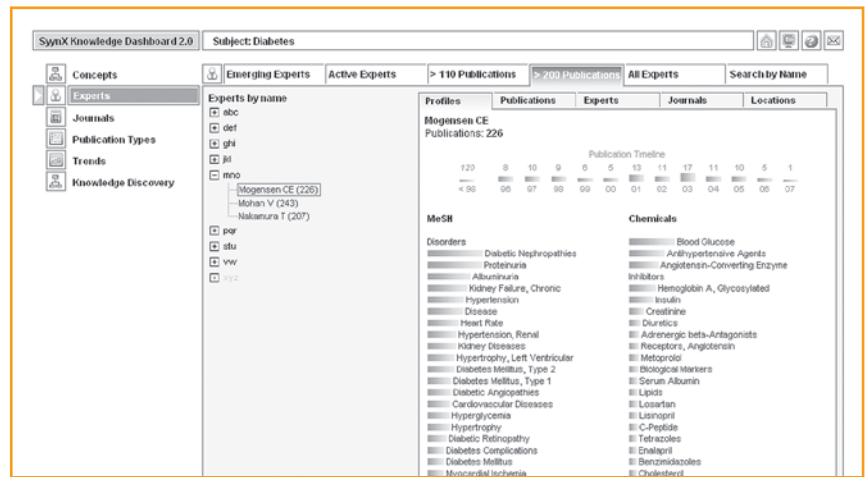 SyynX Knowledge Dashboard 2.0
Subject: Diabetes
Concepts
Experts
Journals
Publication Types
Trends
Knowledge Discovery
Emerging Experts
Active Experts
> 110 Publications
> 200 Publications
All Experts
Search by Name
Experts by name
abc
def
ghi
jkl
mno
Mogensen CE (226)
Mohan V (243)
Nakamura T (207)
pqr
stu
vw
xyz
Profiles
Publications
Experts
Journals
Locations
Mogensen CE
Publications: 226
Publication Timeline
120 8 10 9 6 5 13 11 17 11 10 5 1
< 96 96 97 98 99 00 01 02 03 04 05 06 07
MeSH
Disorders
Diabetic Nephropathies
Proteinuria
Albuminuria
Kidney Failure, Chronic
Hypertension
Disease
Heart Rate
Hypertension, Renal
Kidney Diseases
Hypertrophy, Left Ventricular
Diabetes Mellitus, Type 2
Diabetes Mellitus, Type 1
Diabetic Angiopathies
Cardiovascular Diseases
Hyperglycemia
Hypertrophy
Diabetic Retinopathy
Diabetes Complications
Diabetes Mellitus
Myocardial Ischemia
Chemicals
Blood Glucose
Antihypertensive Agents
Angiotensin-Converting Enzyme
Inhibitors
Hemoglobin A, Glycosylated
Insulin
Creatinine
Diuretics
Adrenergic beta-Antagonists
Receptors, Angiotensin
Metoprolol
Biological Markers
Serum Albumin
Lipids
Losartan
Lisinopril
C-Peptide
Tetrazoles
Enalapril
Benzimidazoles
Cholesterol